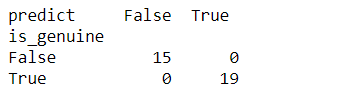 predict False True
is_genuine
False 15 0
True 0 19